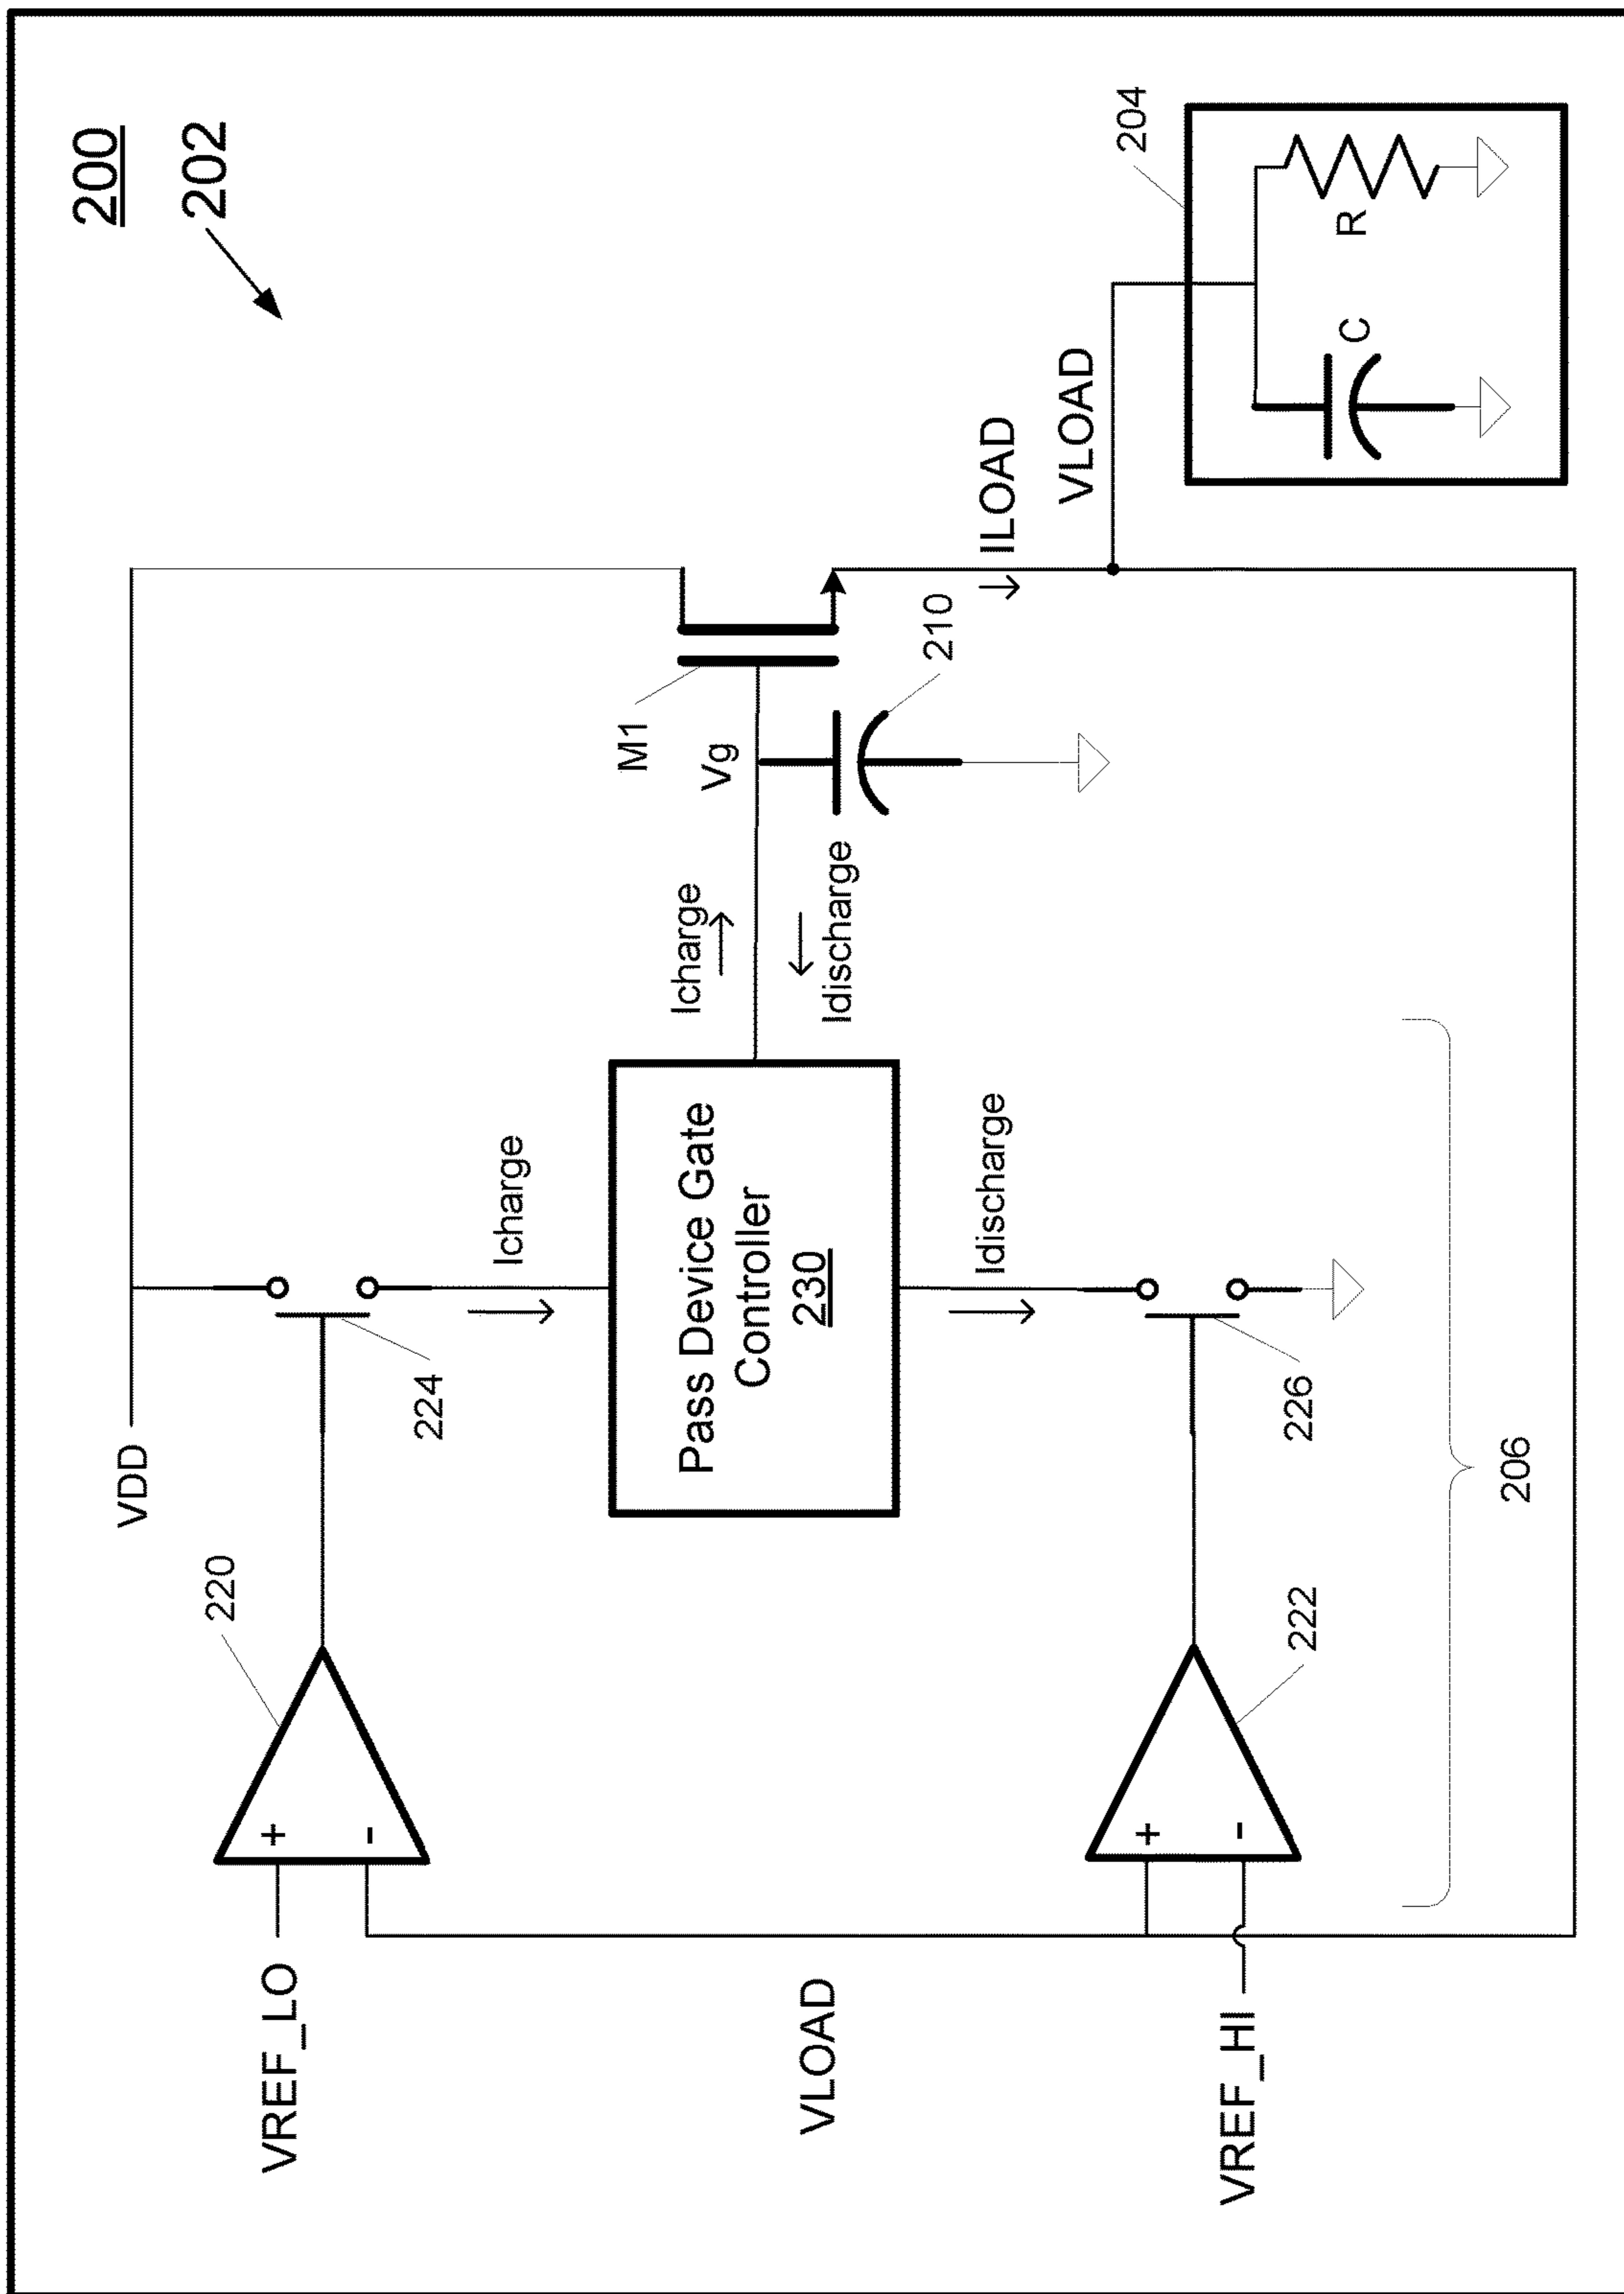 200
202
VDD
220
224
VREF_LO
+
-
Icharge
Pass Device Gate
Controller
230
Icharge
Idischarge
Vg
M1
210
ILOAD
VLOAD
204
C
R
VLOAD
Idischarge
+
-
VREF_HI
222
226
206